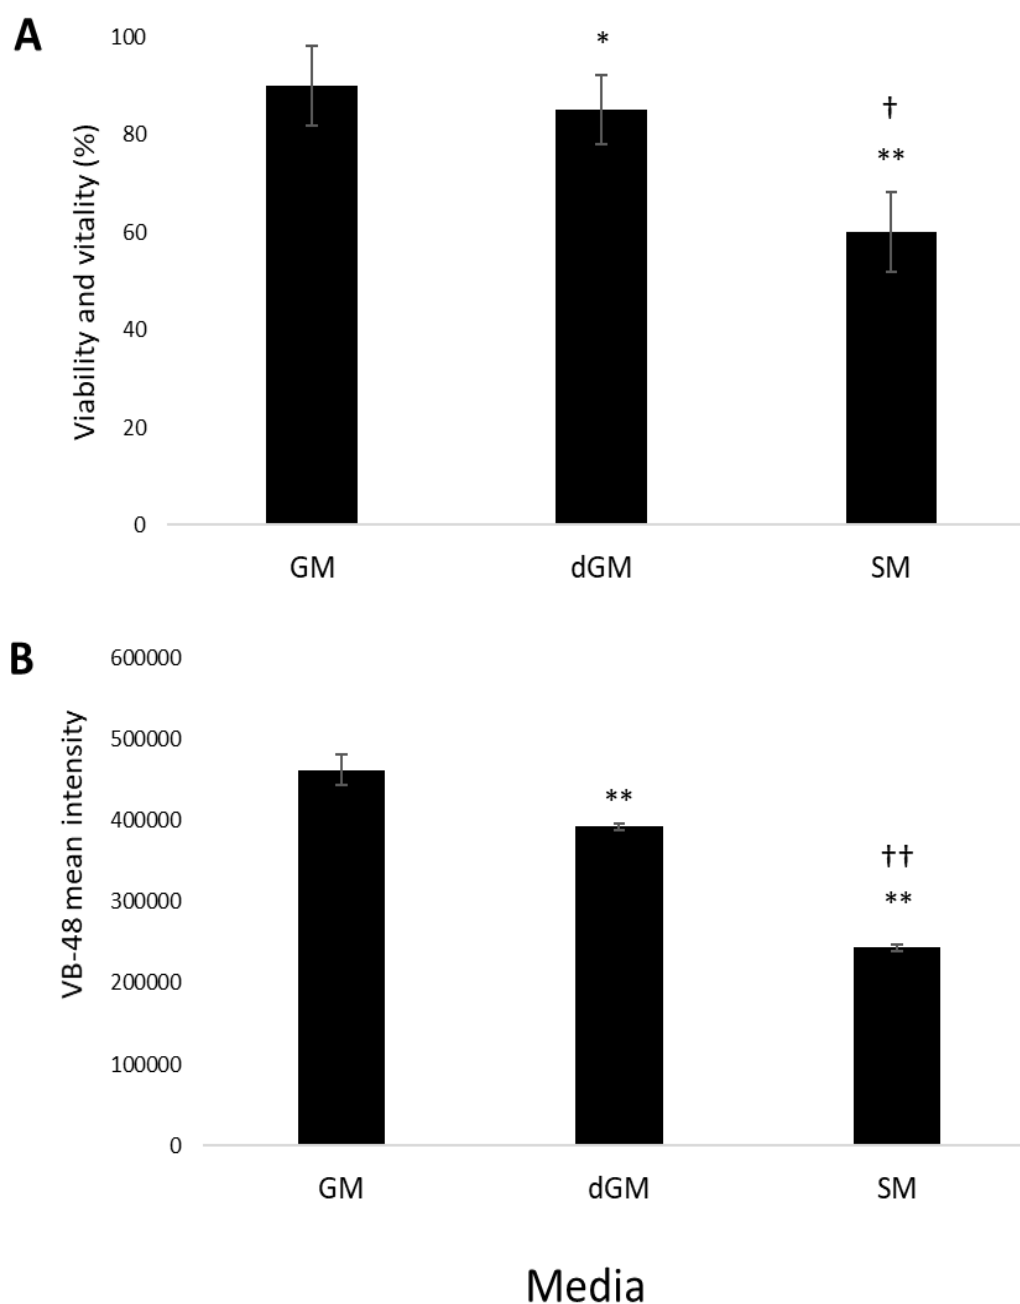 A
Viability and vitality (%)
100
80
60
40
20
0
*
†
**
GM dGM SM
B
VB-48 mean intensity
600000
500000
400000
300000
200000
100000
0
**
††
**
GM dGM SM
Media